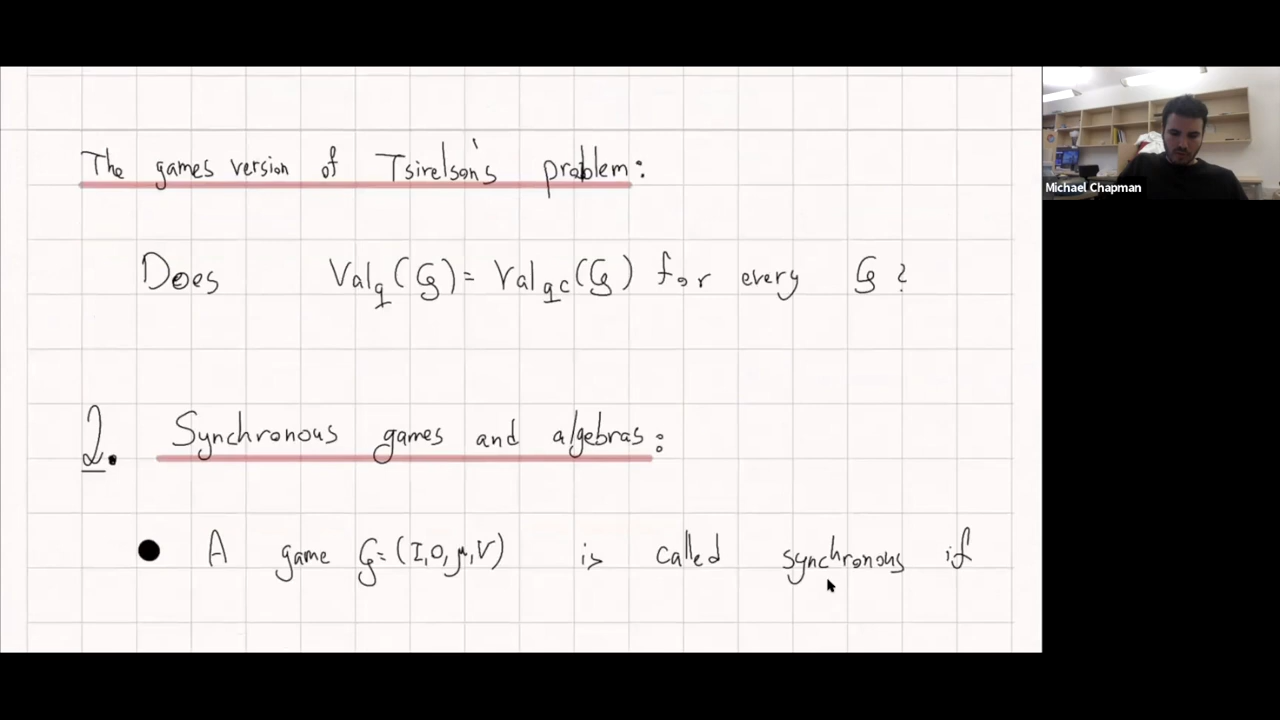 The games version of Tsirelson's problem:
Does Val_q(G) = Val_qc(G) for every G?
2. Synchronous games and algebras:
● A game G=(I,O,μ,V) is called synchronous if
Michael Chapman